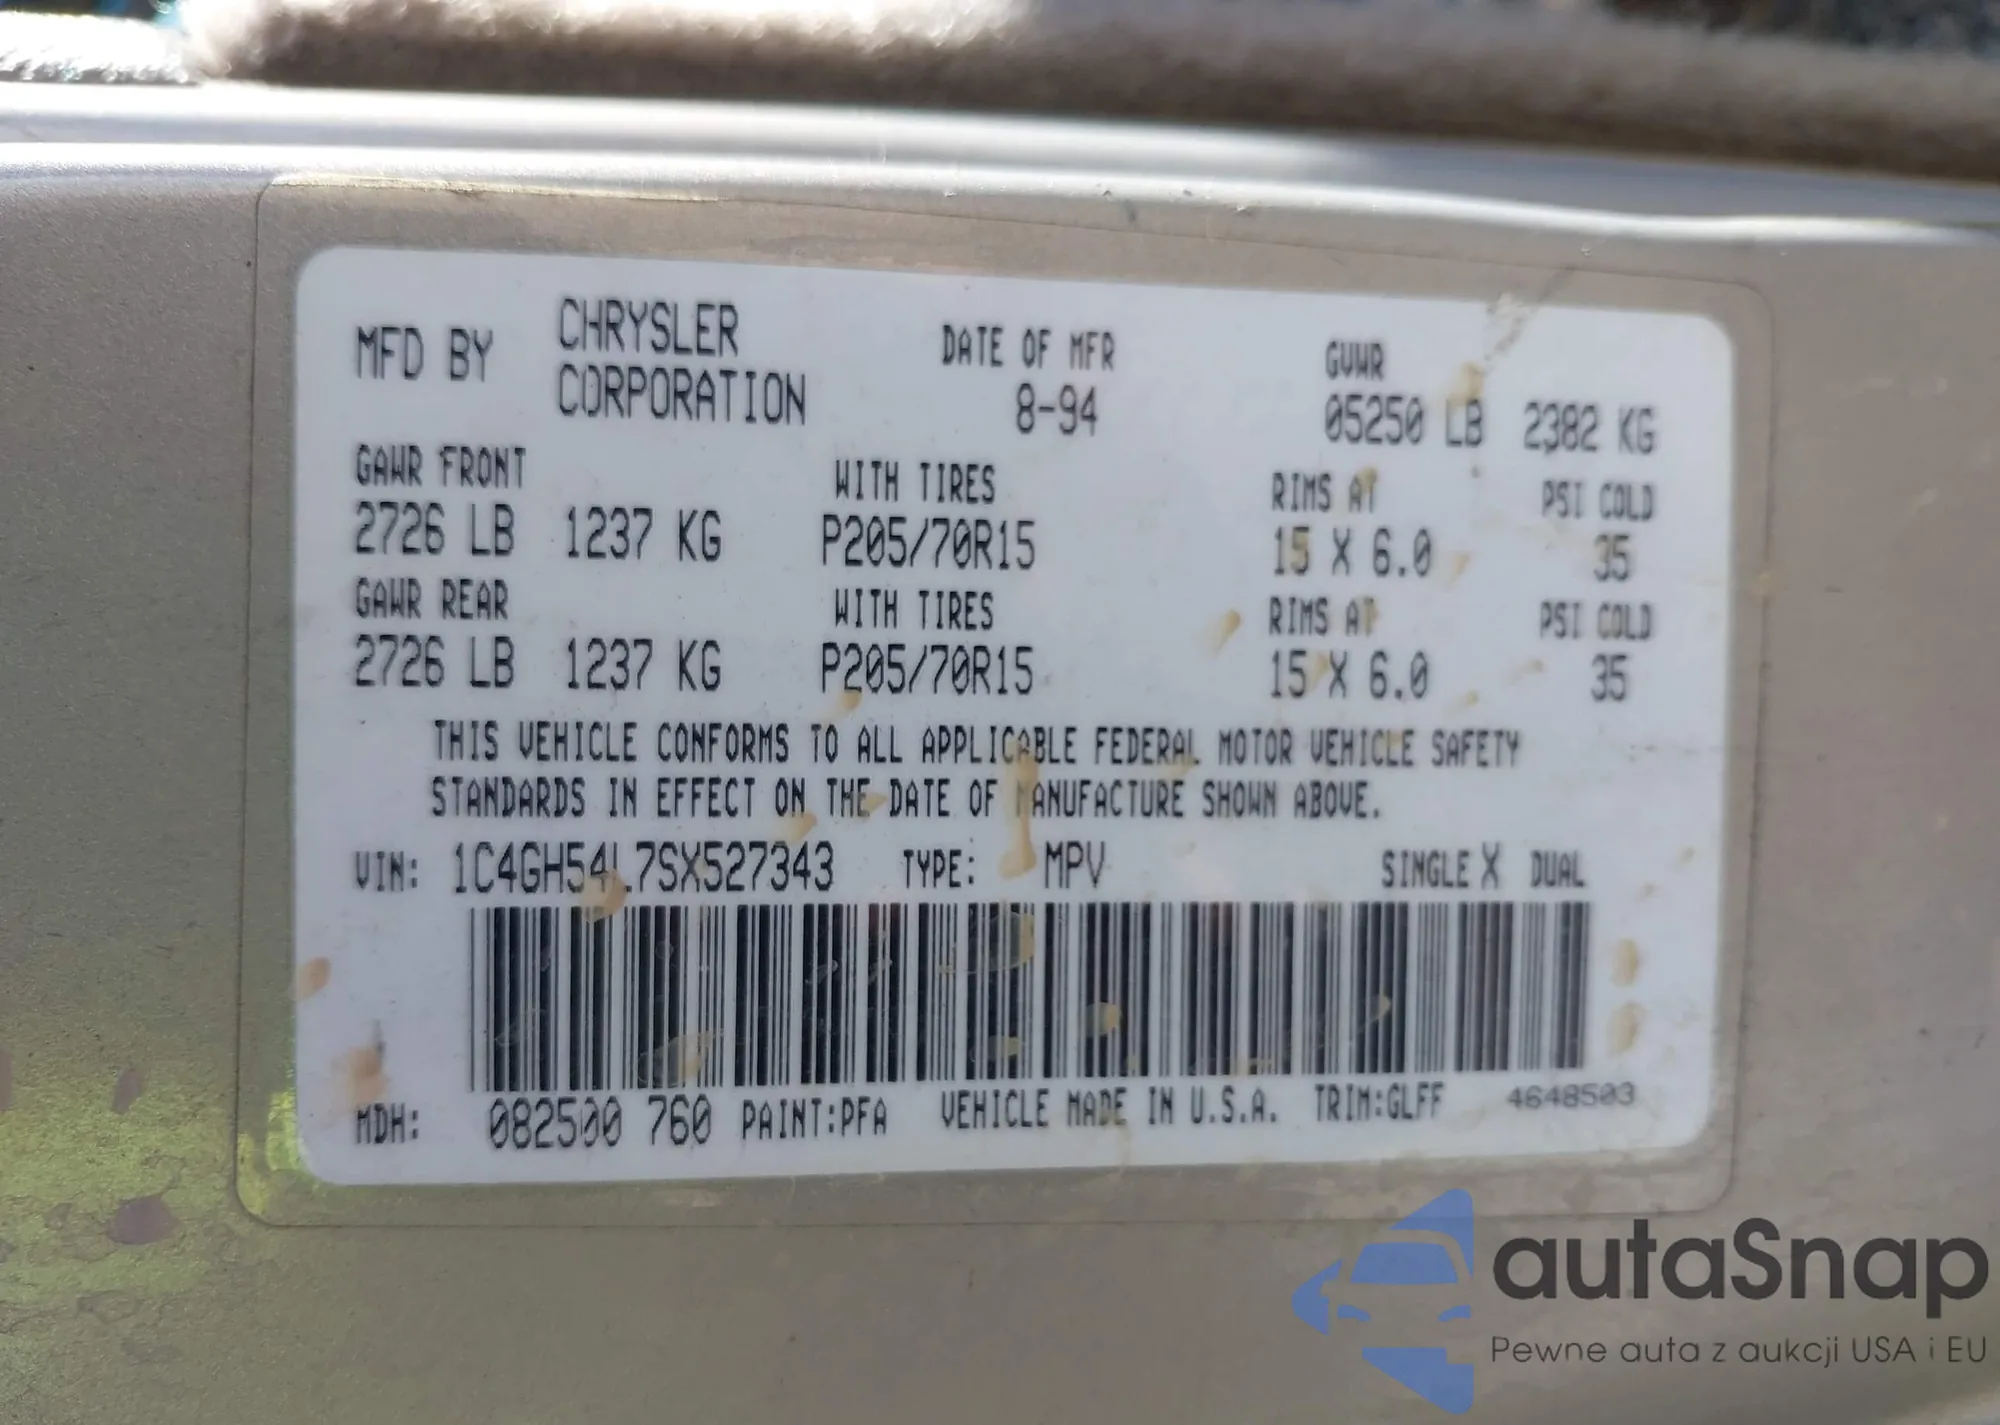 MFD BY CHRYSLER CORPORATION DATE OF MFR 8-94 GVWR 05250 LB 2382 KG
GAWR FRONT WITH TIRES RIMS AT PSI COLD
2726 LB 1237 KG P205/70R15 15 X 6.0 35
GAWR REAR WITH TIRES RIMS AT PSI COLD
2726 LB 1237 KG P205/70R15 15 X 6.0 35
THIS VEHICLE CONFORMS TO ALL APPLICABLE FEDERAL MOTOR VEHICLE SAFETY
STANDARDS IN EFFECT ON THE DATE OF MANUFACTURE SHOWN ABOVE.
VIN: 1C4GH54L7SX527343 TYPE: MPV SINGLE X DUAL
MDH: 082500 760 PAINT:PFA VEHICLE MADE IN U.S.A. TRIM:GLFF 4648503
autaSnap
Pewne auta z aukcji USA i EU